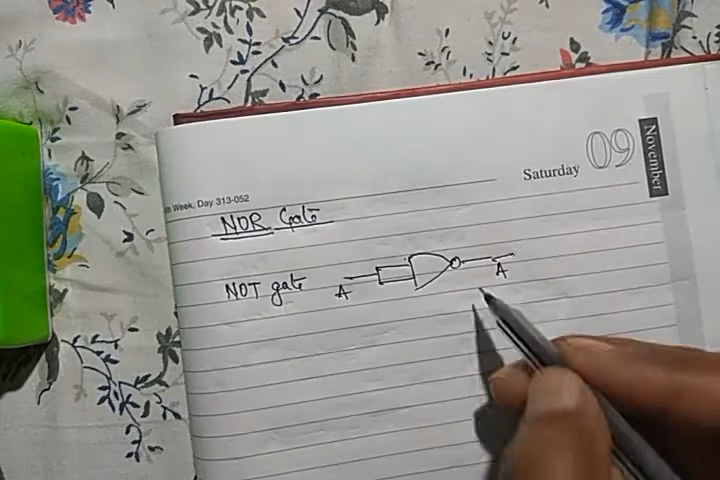 November
Saturday 09
Week, Day 313-052
NOR Gate
NOT gate
A
A̅